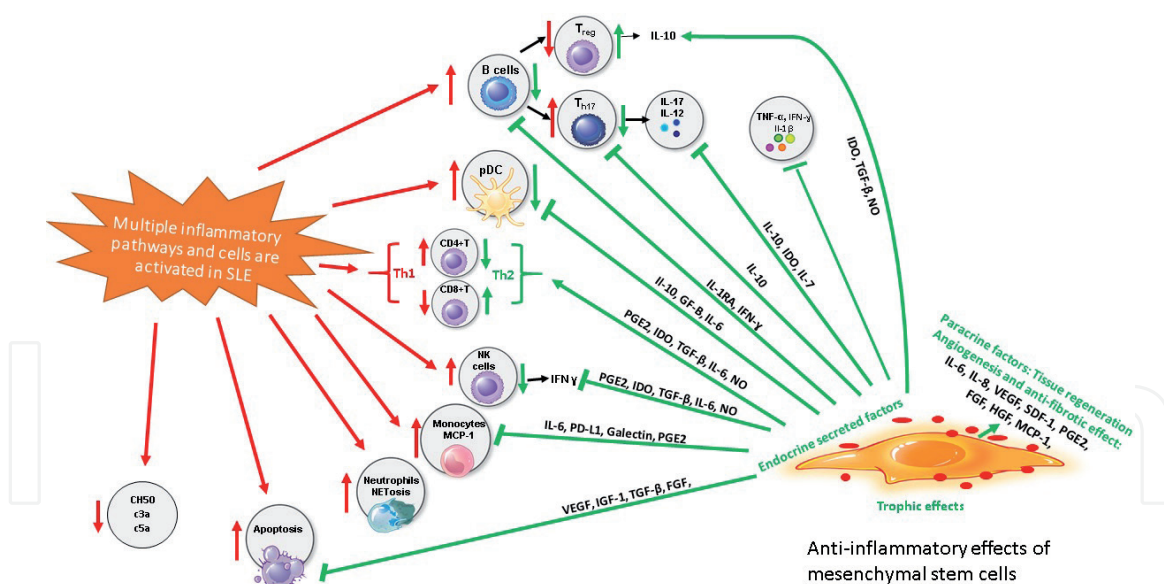 Treg
IL-10
B cells
Th17
IL-17
IL-12
TNF-α, IFN-γ
Il-1 β
pDC
Multiple inflammatory
pathways and cells are
activated in SLE
Th1
CD4+T
CD8+T
Th2
NK
cells
IFN γ
Monocytes
MCP-1
Neutrophils
NETosis
Apoptosis
CH50
c3a
c5a
IDO, TGF-β, NO
IL-10, IDO, IL-7
IL-10
IL-1RA, IFN-γ
Il-10, GF-B, IL-6
PGE2, IDO, TGF-β, IL-6, NO
PGE2, IDO, TGF-β, IL-6, NO
IL-6, PD-L1, Galectin, PGE2
VEGF, IGF-1, TGF-β, FGF,
Endocrine secreted factors
Paracrine factors: Tissue regeneration
Angiogenesis and anti-fibrotic effect:
IL-6, IL-8, VEGF, SDF-1, PGE2,
FGF, HGF, MCP-1,
Trophic effects
Anti-inflammatory effects of
mesenchymal stem cells